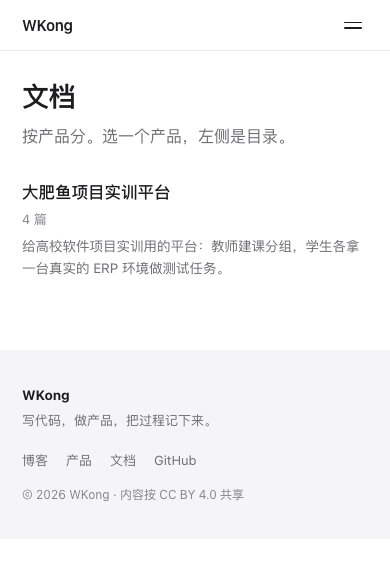 WKong
文档
按产品分。选一个产品，左侧是目录。
大肥鱼项目实训平台
4 篇
给高校软件项目实训用的平台：教师建课分组，学生各拿
一台真实的 ERP 环境做测试任务。
WKong
写代码，做产品，把过程记下来。
博客 产品 文档 GitHub
© 2026 WKong · 内容按 CC BY 4.0 共享